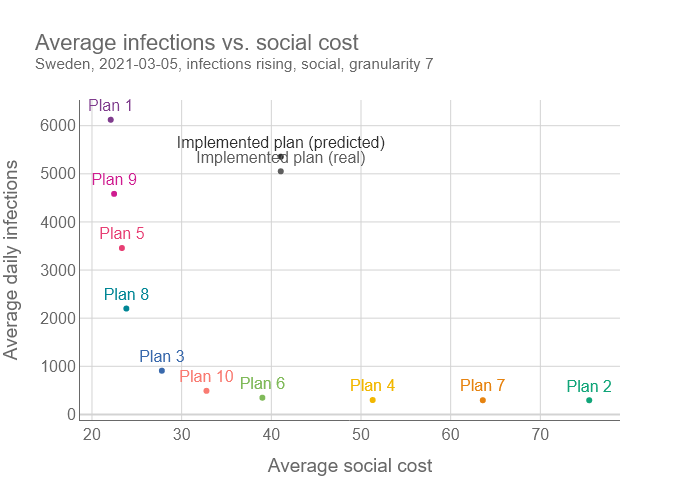 Average infections vs. social cost
Sweden, 2021-03-05, infections rising, social, granularity 7
Plan 1
6000
Implemented plan (predicted)
Implemented plan (real)
5000
Plan 9
4000
Plan 5
3000
Plan 8
2000
Plan 3
1000
Plan 10
Plan 6
Plan 4
Plan 7
Plan 2
0
20
30
40
50
60
70
Average social cost
Average daily infections